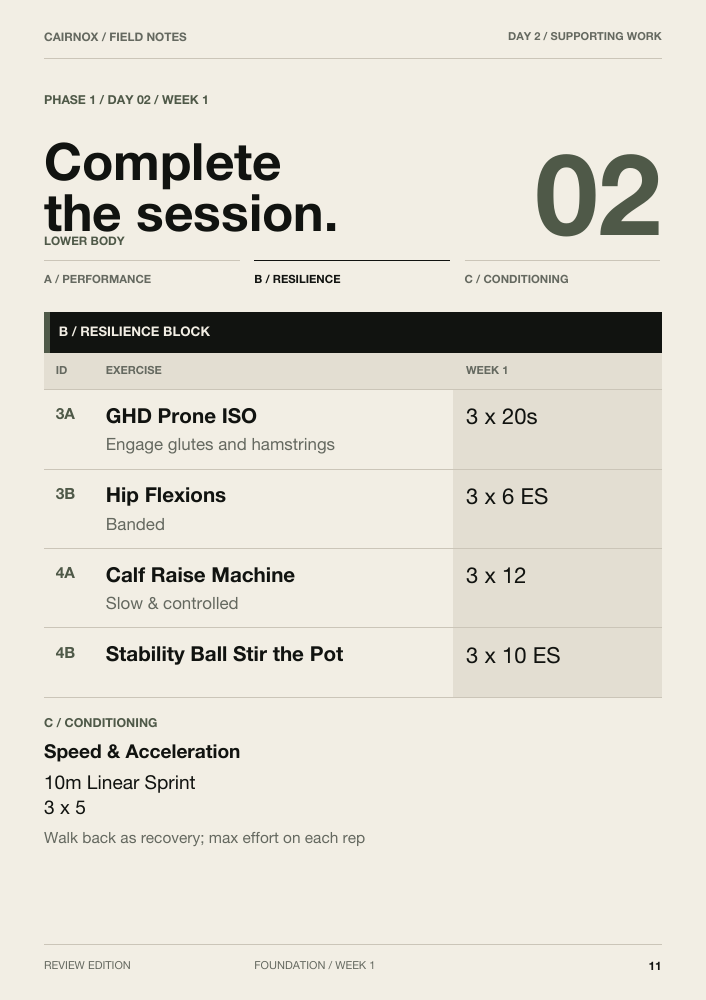 CAIRNOX / FIELD NOTES
DAY 2 / SUPPORTING WORK
PHASE 1 / DAY 02 / WEEK 1
Complete
the session.
02
LOWER BODY
A / PERFORMANCE
B / RESILIENCE
C / CONDITIONING
B / RESILIENCE BLOCK
ID EXERCISE WEEK 1
3A GHD Prone ISO 3 x 20s
Engage glutes and hamstrings
3B Hip Flexions 3 x 6 ES
Banded
4A Calf Raise Machine 3 x 12
Slow & controlled
4B Stability Ball Stir the Pot 3 x 10 ES
C / CONDITIONING
Speed & Acceleration
10m Linear Sprint
3 x 5
Walk back as recovery; max effort on each rep
REVIEW EDITION
FOUNDATION / WEEK 1
11